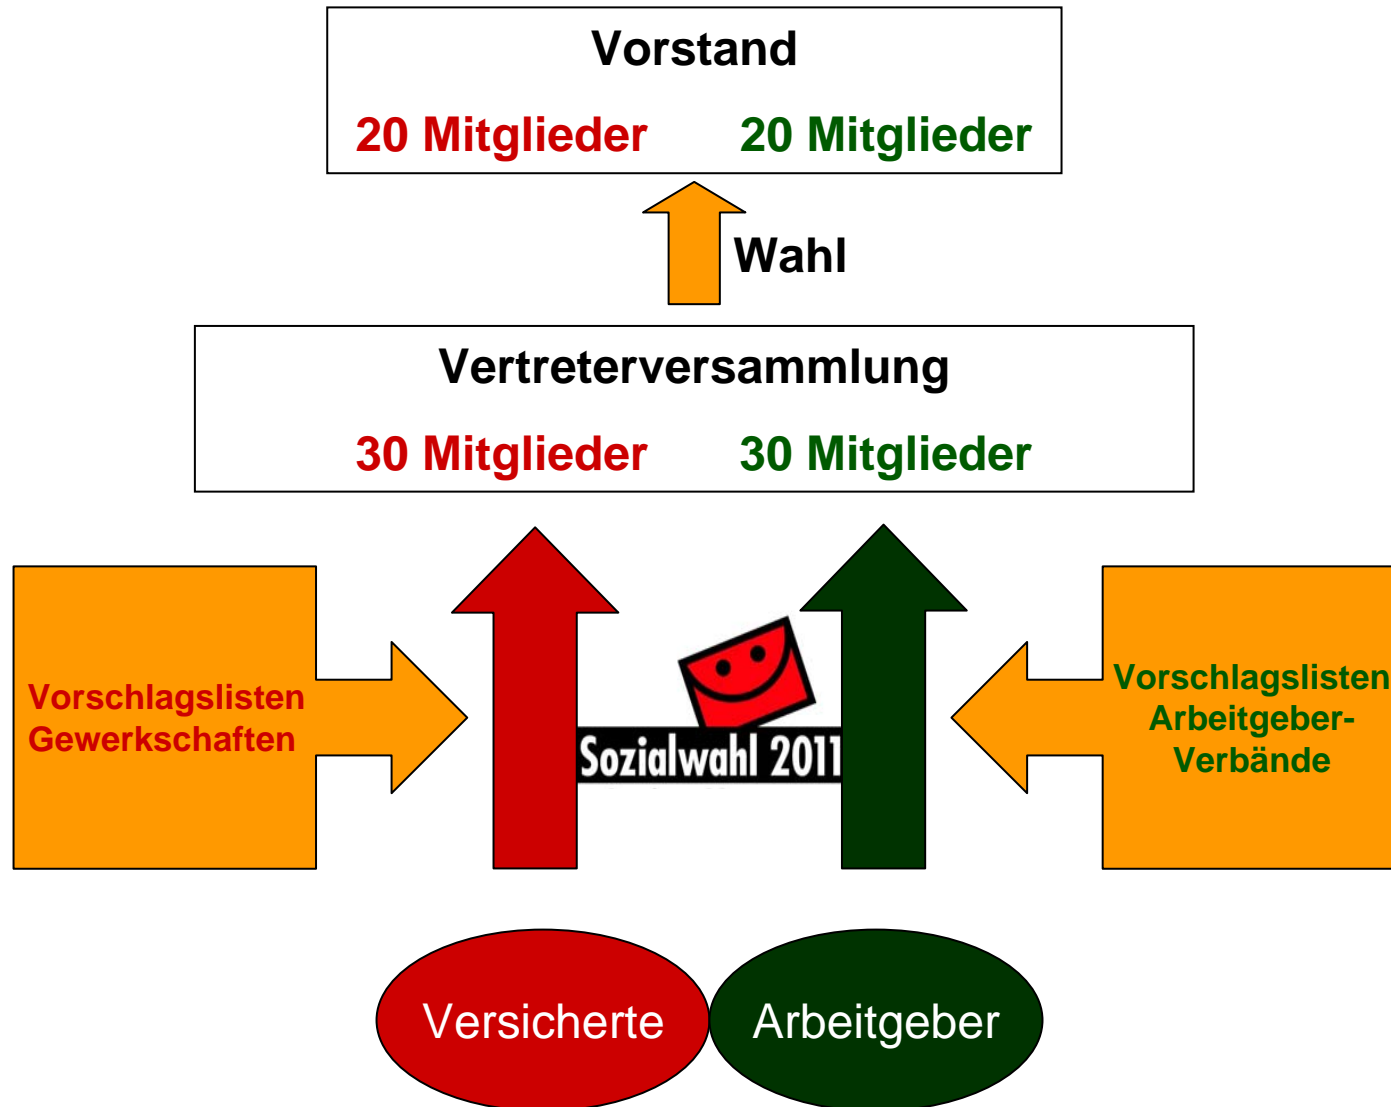 Vorstand
20 Mitglieder 20 Mitglieder
Wahl
Vertreterversammlung
30 Mitglieder 30 Mitglieder
Vorschlagslisten
Gewerkschaften
Sozialwahl 2011
Vorschlagslisten
Arbeitgeber-
Verbände
Versicherte
Arbeitgeber